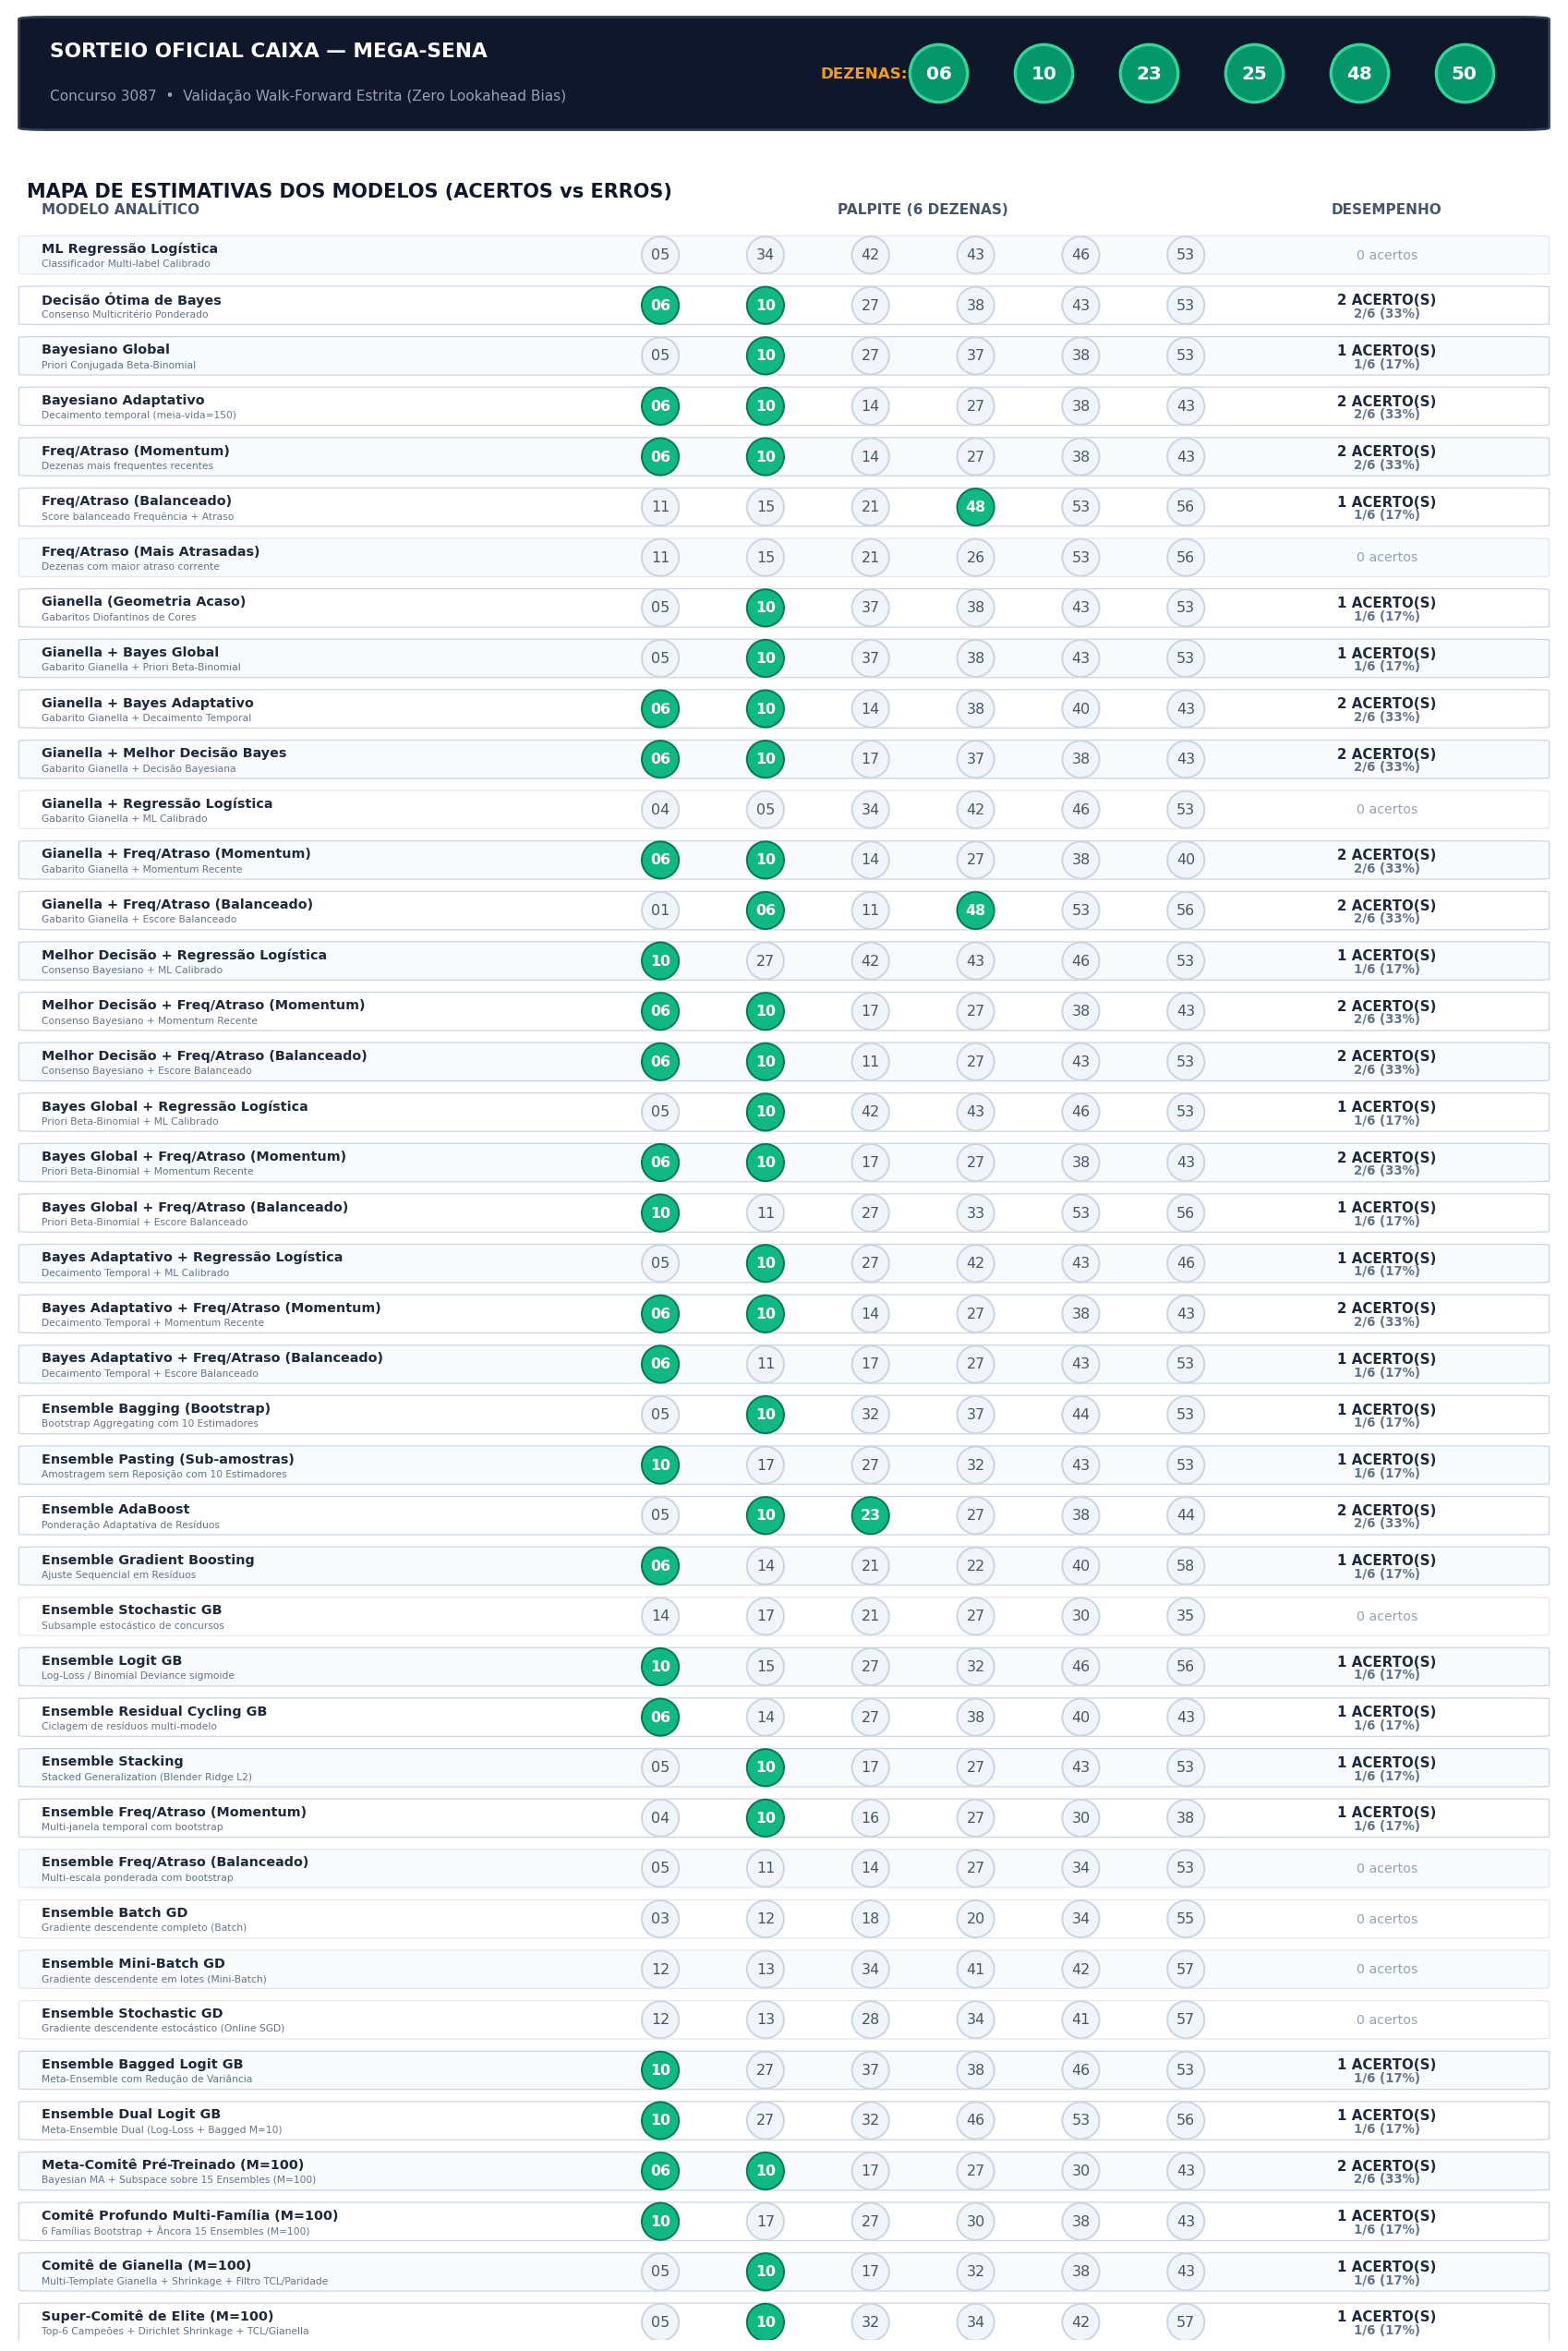 SORTEIO OFICIAL CAIXA — MEGA-SENA
Concurso 3087 • Validação Walk-Forward Estrita (Zero Lookahead Bias)
DEZENAS: 06 10 23 25 48 50
MAPA DE ESTIMATIVAS DOS MODELOS (ACERTOS vs ERROS)
MODELO ANALÍTICO PALPITE (6 DEZENAS) DESEMPENHO
ML Regressão Logística
Classificador Multi-label Calibrado
05 34 42 43 46 53
0 acertos
Decisão Ótima de Bayes
Consenso Multicritério Ponderado
06 10 27 38 43 53
2 ACERTO(S)
2/6 (33%)
Bayesiano Global
Priori Conjugada Beta-Binomial
05 10 27 37 38 53
1 ACERTO(S)
1/6 (17%)
Bayesiano Adaptativo
Decaimento temporal (meia-vida=150)
06 10 14 27 38 43
2 ACERTO(S)
2/6 (33%)
Freq/Atraso (Momentum)
Dezenas mais frequentes recentes
06 10 14 27 38 43
2 ACERTO(S)
2/6 (33%)
Freq/Atraso (Balanceado)
Score balanceado Frequência + Atraso
11 15 21 48 53 56
1 ACERTO(S)
1/6 (17%)
Freq/Atraso (Mais Atrasadas)
Dezenas com maior atraso corrente
11 15 21 26 53 56
0 acertos
Gianella (Geometria Acaso)
Gabaritos Diofantinos de Cores
05 10 37 38 43 53
1 ACERTO(S)
1/6 (17%)
Gianella + Bayes Global
Gabarito Gianella + Priori Beta-Binomial
05 10 37 38 43 53
1 ACERTO(S)
1/6 (17%)
Gianella + Bayes Adaptativo
Gabarito Gianella + Decaimento Temporal
06 10 14 38 40 43
2 ACERTO(S)
2/6 (33%)
Gianella + Melhor Decisão Bayes
Gabarito Gianella + Decisão Bayesiana
06 10 17 37 38 43
2 ACERTO(S)
2/6 (33%)
Gianella + Regressão Logística
Gabarito Gianella + ML Calibrado
04 05 34 42 46 53
0 acertos
Gianella + Freq/Atraso (Momentum)
Gabarito Gianella + Momentum Recente
06 10 14 27 38 40
2 ACERTO(S)
2/6 (33%)
Gianella + Freq/Atraso (Balanceado)
Gabarito Gianella + Escore Balanceado
01 06 11 48 53 56
2 ACERTO(S)
2/6 (33%)
Melhor Decisão + Regressão Logística
Consenso Bayesiano + ML Calibrado
10 27 42 43 46 53
1 ACERTO(S)
1/6 (17%)
Melhor Decisão + Freq/Atraso (Momentum)
Consenso Bayesiano + Momentum Recente
06 10 17 27 38 43
2 ACERTO(S)
2/6 (33%)
Melhor Decisão + Freq/Atraso (Balanceado)
Consenso Bayesiano + Escore Balanceado
06 10 11 27 43 53
2 ACERTO(S)
2/6 (33%)
Bayes Global + Regressão Logística
Priori Beta-Binomial + ML Calibrado
05 10 42 43 46 53
1 ACERTO(S)
1/6 (17%)
Bayes Global + Freq/Atraso (Momentum)
Priori Beta-Binomial + Momentum Recente
06 10 17 27 38 43
2 ACERTO(S)
2/6 (33%)
Bayes Global + Freq/Atraso (Balanceado)
Priori Beta-Binomial + Escore Balanceado
10 11 27 33 53 56
1 ACERTO(S)
1/6 (17%)
Bayes Adaptativo + Regressão Logística
Decaimento Temporal + ML Calibrado
05 10 27 42 43 46
1 ACERTO(S)
1/6 (17%)
Bayes Adaptativo + Freq/Atraso (Momentum)
Decaimento Temporal + Momentum Recente
06 10 14 27 38 43
2 ACERTO(S)
2/6 (33%)
Bayes Adaptativo + Freq/Atraso (Balanceado)
Decaimento Temporal + Escore Balanceado
06 11 17 27 43 53
1 ACERTO(S)
1/6 (17%)
Ensemble Bagging (Bootstrap)
Bootstrap Aggregating com 10 Estimadores
05 10 32 37 44 53
1 ACERTO(S)
1/6 (17%)
Ensemble Pasting (Sub-amostras)
Amostragem sem Reposição com 10 Estimadores
10 17 27 32 43 53
1 ACERTO(S)
1/6 (17%)
Ensemble AdaBoost
Ponderação Adaptativa de Resíduos
05 10 23 27 38 44
2 ACERTO(S)
2/6 (33%)
Ensemble Gradient Boosting
Ajuste Sequencial em Resíduos
06 14 21 22 40 58
1 ACERTO(S)
1/6 (17%)
Ensemble Stochastic GB
Subsample estocástico de concursos
14 17 21 27 30 35
0 acertos
Ensemble Logit GB
Log-Loss / Binomial Deviance sigmoide
10 15 27 32 46 56
1 ACERTO(S)
1/6 (17%)
Ensemble Residual Cycling GB
Ciclagem de resíduos multi-modelo
06 14 27 38 40 43
1 ACERTO(S)
1/6 (17%)
Ensemble Stacking
Stacked Generalization (Blender Ridge L2)
05 10 17 27 43 53
1 ACERTO(S)
1/6 (17%)
Ensemble Freq/Atraso (Momentum)
Multi-janela temporal com bootstrap
04 10 16 27 30 38
1 ACERTO(S)
1/6 (17%)
Ensemble Freq/Atraso (Balanceado)
Multi-escala ponderada com bootstrap
05 11 14 27 34 53
0 acertos
Ensemble Batch GD
Gradiente descendente completo (Batch)
03 12 18 20 34 55
0 acertos
Ensemble Mini-Batch GD
Gradiente descendente em lotes (Mini-Batch)
12 13 34 41 42 57
0 acertos
Ensemble Stochastic GD
Gradiente descendente estocástico (Online SGD)
12 13 28 34 41 57
0 acertos
Ensemble Bagged Logit GB
Meta-Ensemble com Redução de Variância
10 27 37 38 46 53
1 ACERTO(S)
1/6 (17%)
Ensemble Dual Logit GB
Meta-Ensemble Dual (Log-Loss + Bagged M=10)
10 27 32 46 53 56
1 ACERTO(S)
1/6 (17%)
Meta-Comitê Pré-Treinado (M=100)
Bayesian MA + Subspace sobre 15 Ensembles (M=100)
06 10 17 27 30 43
2 ACERTO(S)
2/6 (33%)
Comitê Profundo Multi-Família (M=100)
6 Famílias Bootstrap + Âncora 15 Ensembles (M=100)
10 17 27 30 38 43
1 ACERTO(S)
1/6 (17%)
Comitê de Gianella (M=100)
Multi-Template Gianella + Shrinkage + Filtro TCL/Paridade
05 10 17 32 38 43
1 ACERTO(S)
1/6 (17%)
Super-Comitê de Elite (M=100)
Top-6 Campeões + Dirichlet Shrinkage + TCL/Gianella
05 10 32 34 42 57
1 ACERTO(S)
1/6 (17%)